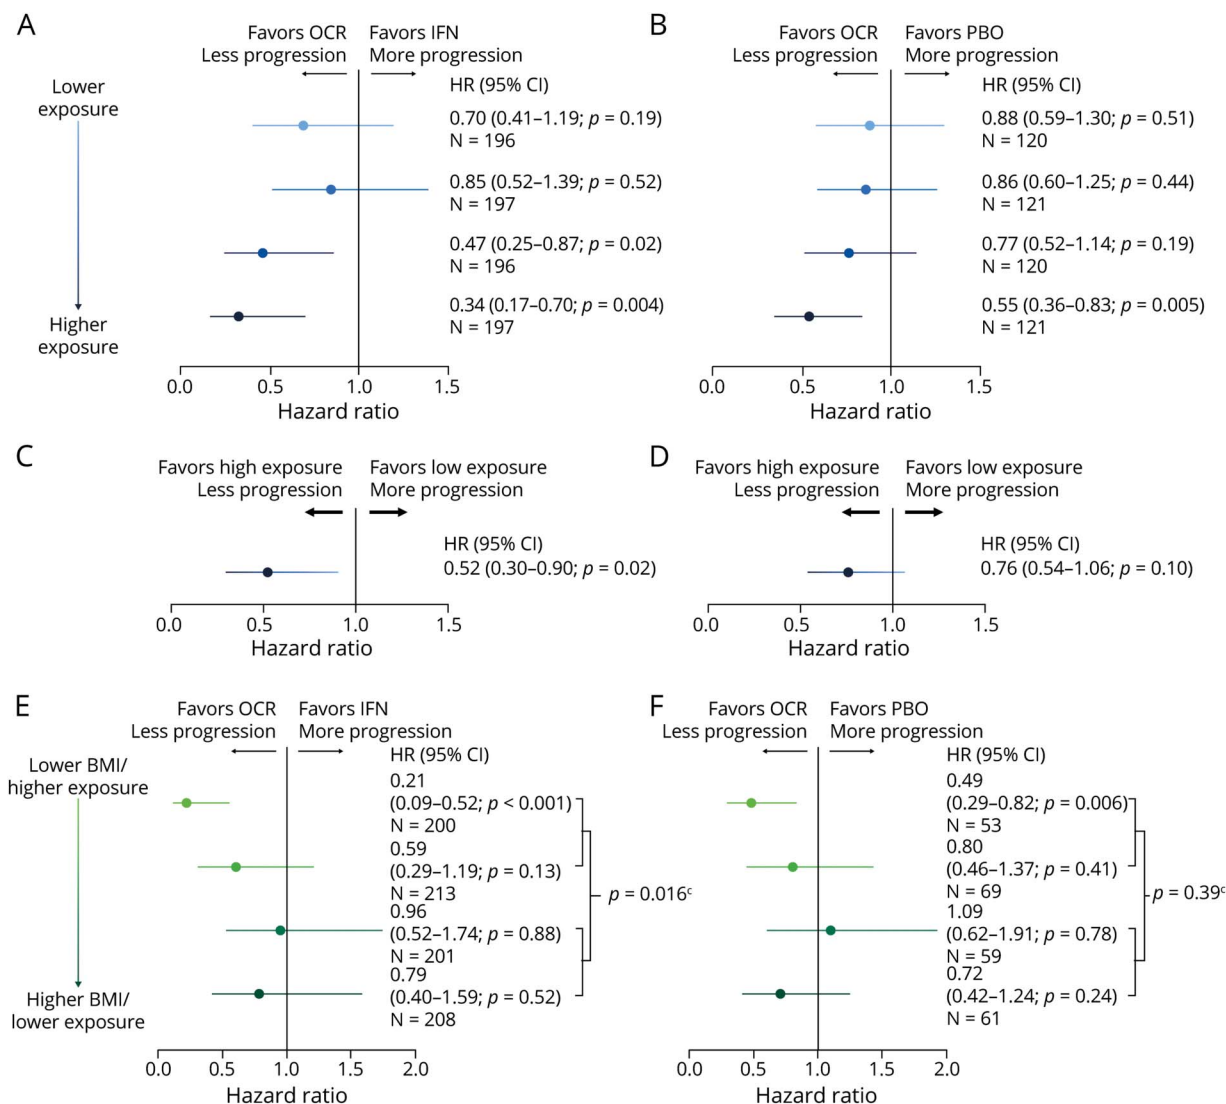 A
Favors OCR
Less progression
Favors IFN
More progression
Lower
exposure
HR (95% CI)
0.70 (0.41–1.19; p = 0.19)
N = 196
0.85 (0.52–1.39; p = 0.52)
N = 197
0.47 (0.25–0.87; p = 0.02)
N = 196
0.34 (0.17–0.70; p = 0.004)
N = 197
Higher
exposure
0.0 0.5 1.0 1.5
Hazard ratio
B
Favors OCR
Less progression
Favors PBO
More progression
HR (95% CI)
0.88 (0.59–1.30; p = 0.51)
N = 120
0.86 (0.60–1.25; p = 0.44)
N = 121
0.77 (0.52–1.14; p = 0.19)
N = 120
0.55 (0.36–0.83; p = 0.005)
N = 121
0.0 0.5 1.0 1.5
Hazard ratio
C
Favors high exposure
Less progression
Favors low exposure
More progression
HR (95% CI)
0.52 (0.30–0.90; p = 0.02)
0.0 0.5 1.0 1.5
Hazard ratio
D
Favors high exposure
Less progression
Favors low exposure
More progression
HR (95% CI)
0.76 (0.54–1.06; p = 0.10)
0.0 0.5 1.0 1.5
Hazard ratio
E
Favors OCR
Less progression
Favors IFN
More progression
Lower BMI/
higher exposure
HR (95% CI)
0.21
(0.09–0.52; p < 0.001)
N = 200
0.59
(0.29–1.19; p = 0.13)
N = 213
0.96
(0.52–1.74; p = 0.88)
N = 201
0.79
(0.40–1.59; p = 0.52)
N = 208
p = 0.016ᶜ
Higher BMI/
lower exposure
0.0 0.5 1.0 1.5 2.0
Hazard ratio
F
Favors OCR
Less progression
Favors PBO
More progression
HR (95% CI)
0.49
(0.29–0.82; p = 0.006)
N = 53
0.80
(0.46–1.37; p = 0.41)
N = 69
1.09
(0.62–1.91; p = 0.78)
N = 59
0.72
(0.42–1.24; p = 0.24)
N = 61
p = 0.39ᶜ
0.0 0.5 1.0 1.5 2.0
Hazard ratio